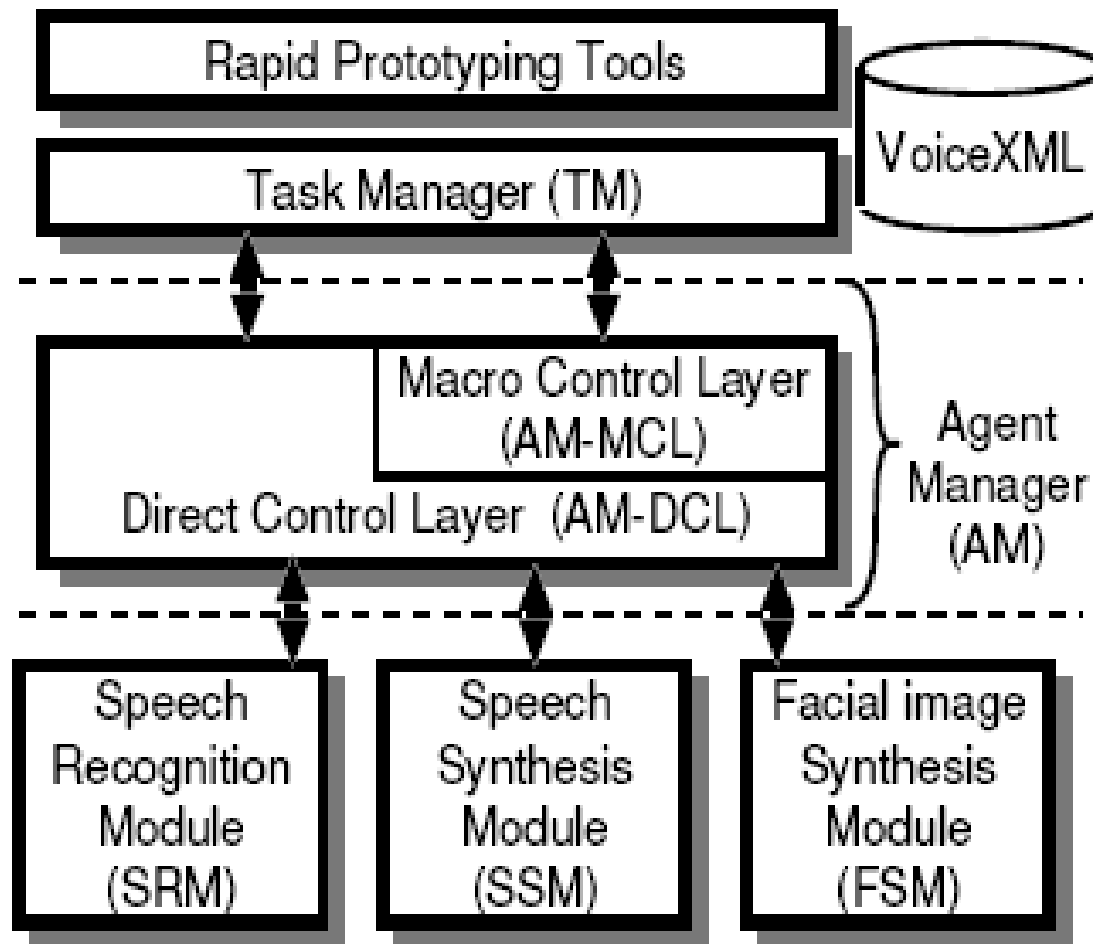 Rapid Prototyping Tools
VoiceXML
Task Manager (TM)
Macro Control Layer
(AM-MCL)
Direct Control Layer (AM-DCL)
Agent
Manager
(AM)
Speech
Recognition
Module
(SRM)
Speech
Synthesis
Module
(SSM)
Facial image
Synthesis
Module
(FSM)